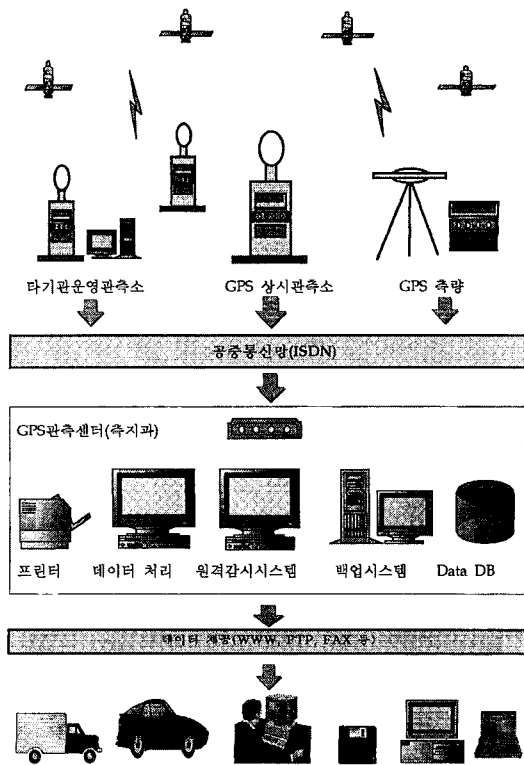 타기관운영관측소
GPS 상시관측소
GPS 측량
공중통신망(ISDN)
GPS관측센터(측지과)
프린터
데이터 처리
원격감시시스템
백업시스템
Data DB
데이터 제공(WWW, PTP, FAX 등)